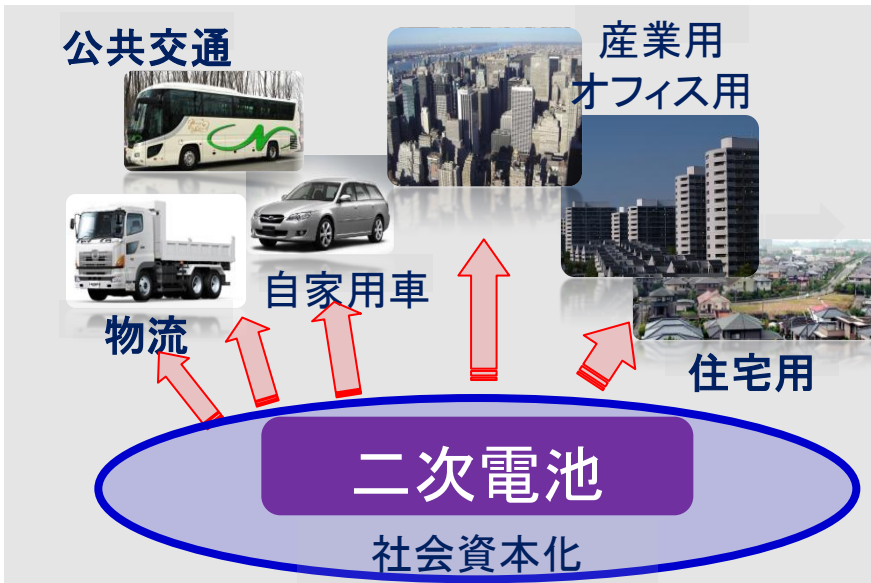 公共交通
産業用
オフィス用
自家用車
物流
住宅用
二次電池
社会資本化